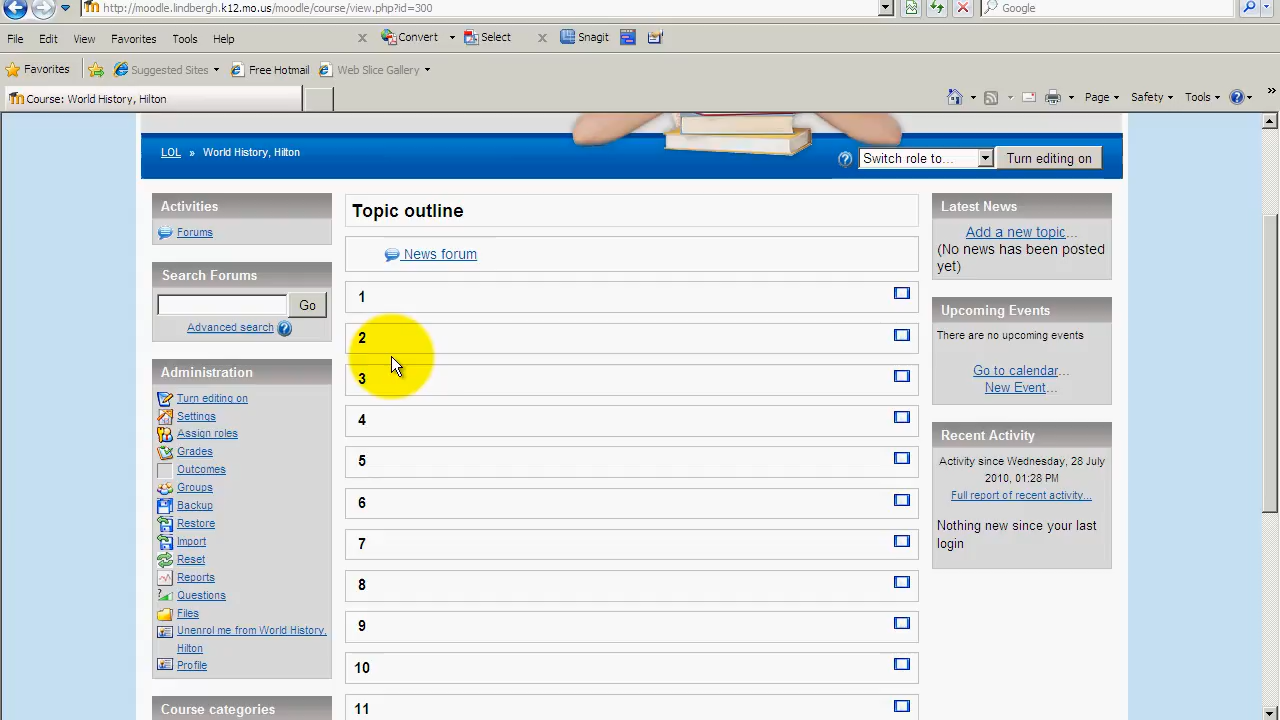 http://moodle.lindbergh.k12.mo.us/moodle/course/view.php?id=300
Google
File Edit View Favorites Tools Help
Convert Select
Snagit
Favorites
Suggested Sites
Free Hotmail
Web Slice Gallery
Course: World History, Hilton
Page Safety Tools
LOL » World History, Hilton
Switch role to...
Turn editing on
Activities
Forums
Search Forums
Go
Advanced search
Administration
Turn editing on
Settings
Assign roles
Grades
Outcomes
Groups
Backup
Restore
Import
Reset
Reports
Questions
Files
Unenrol me from World History,
Hilton
Profile
Course categories
Topic outline
News forum
1
2
3
4
5
6
7
8
9
10
11
Latest News
Add a new topic...
(No news has been posted
yet)
Upcoming Events
There are no upcoming events
Go to calendar...
New Event...
Recent Activity
Activity since Wednesday, 28 July
2010, 01:28 PM
Full report of recent activity...
Nothing new since your last
login